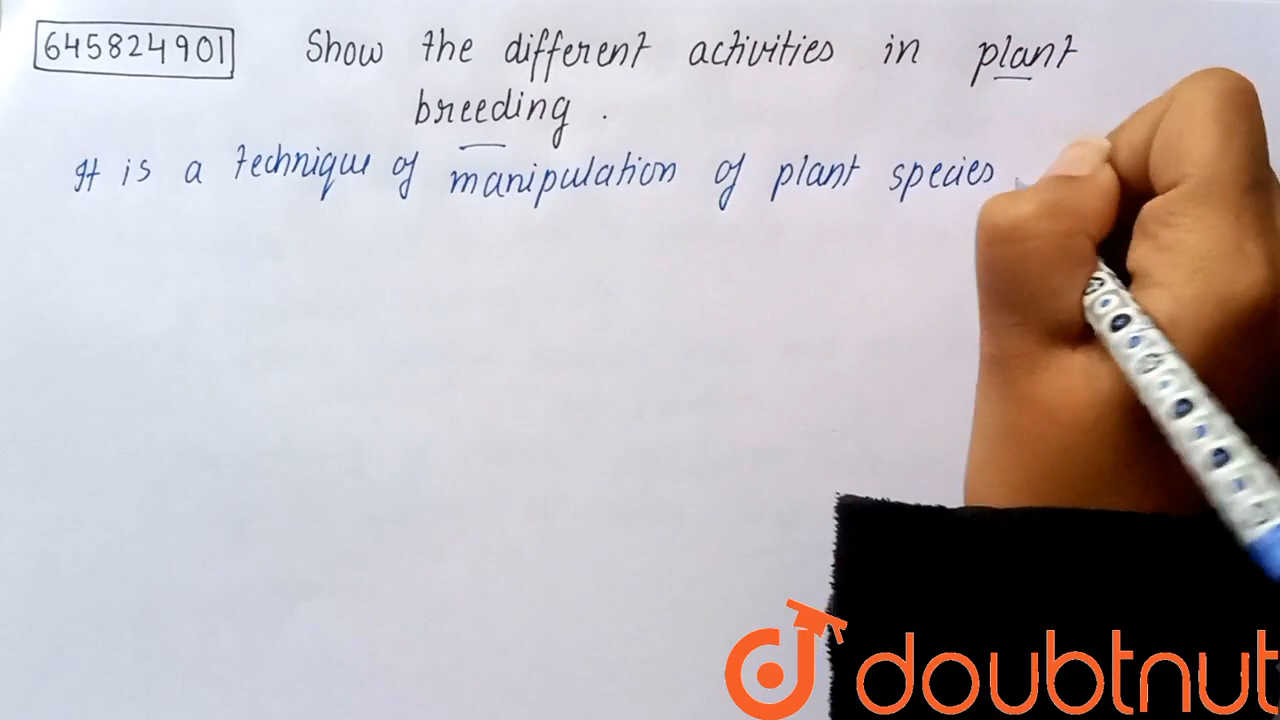 645824901 Show the different activities in plant
breeding .
It is a technique of manipulation of plant species
doubtnut